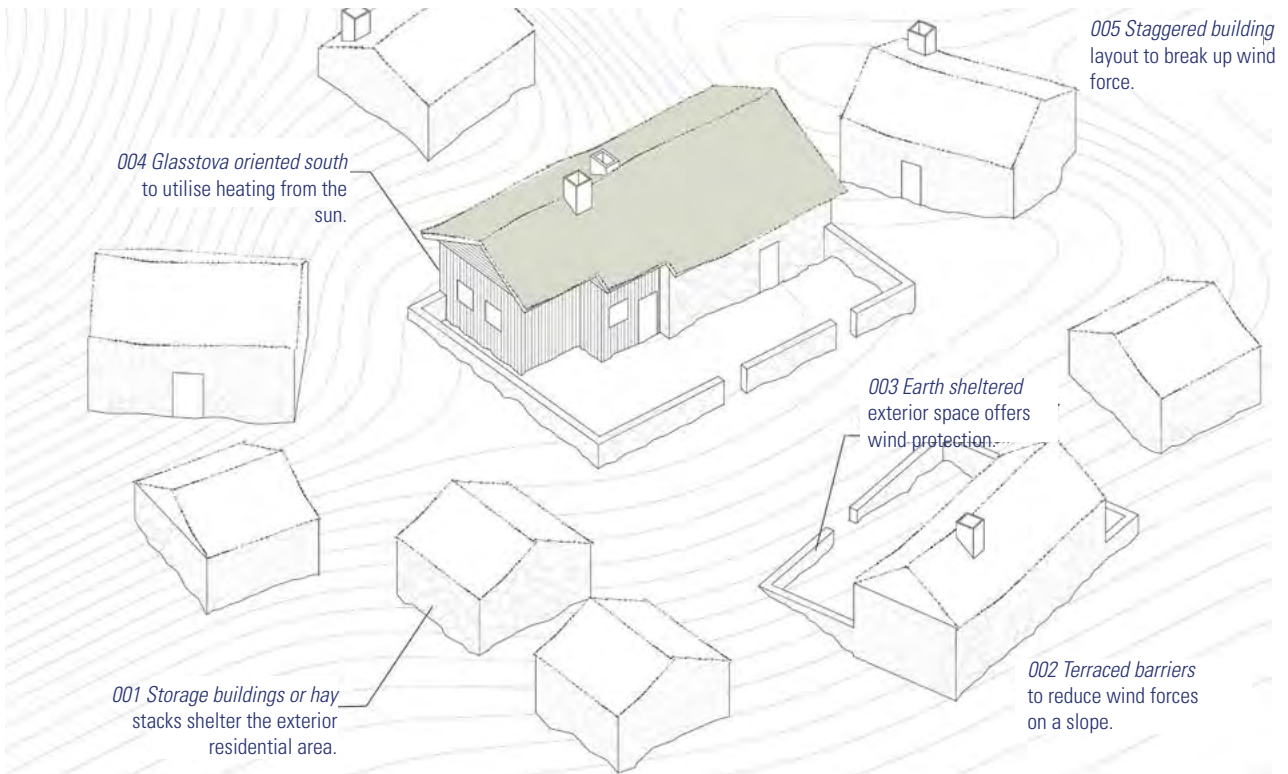 005 Staggered building
layout to break up wind
force.
004 Glasstova oriented south
to utilise heating from the
sun.
003 Earth sheltered
exterior space offers
wind protection.
001 Storage buildings or hay
stacks shelter the exterior
residential area.
002 Terraced barriers
to reduce wind forces
on a slope.